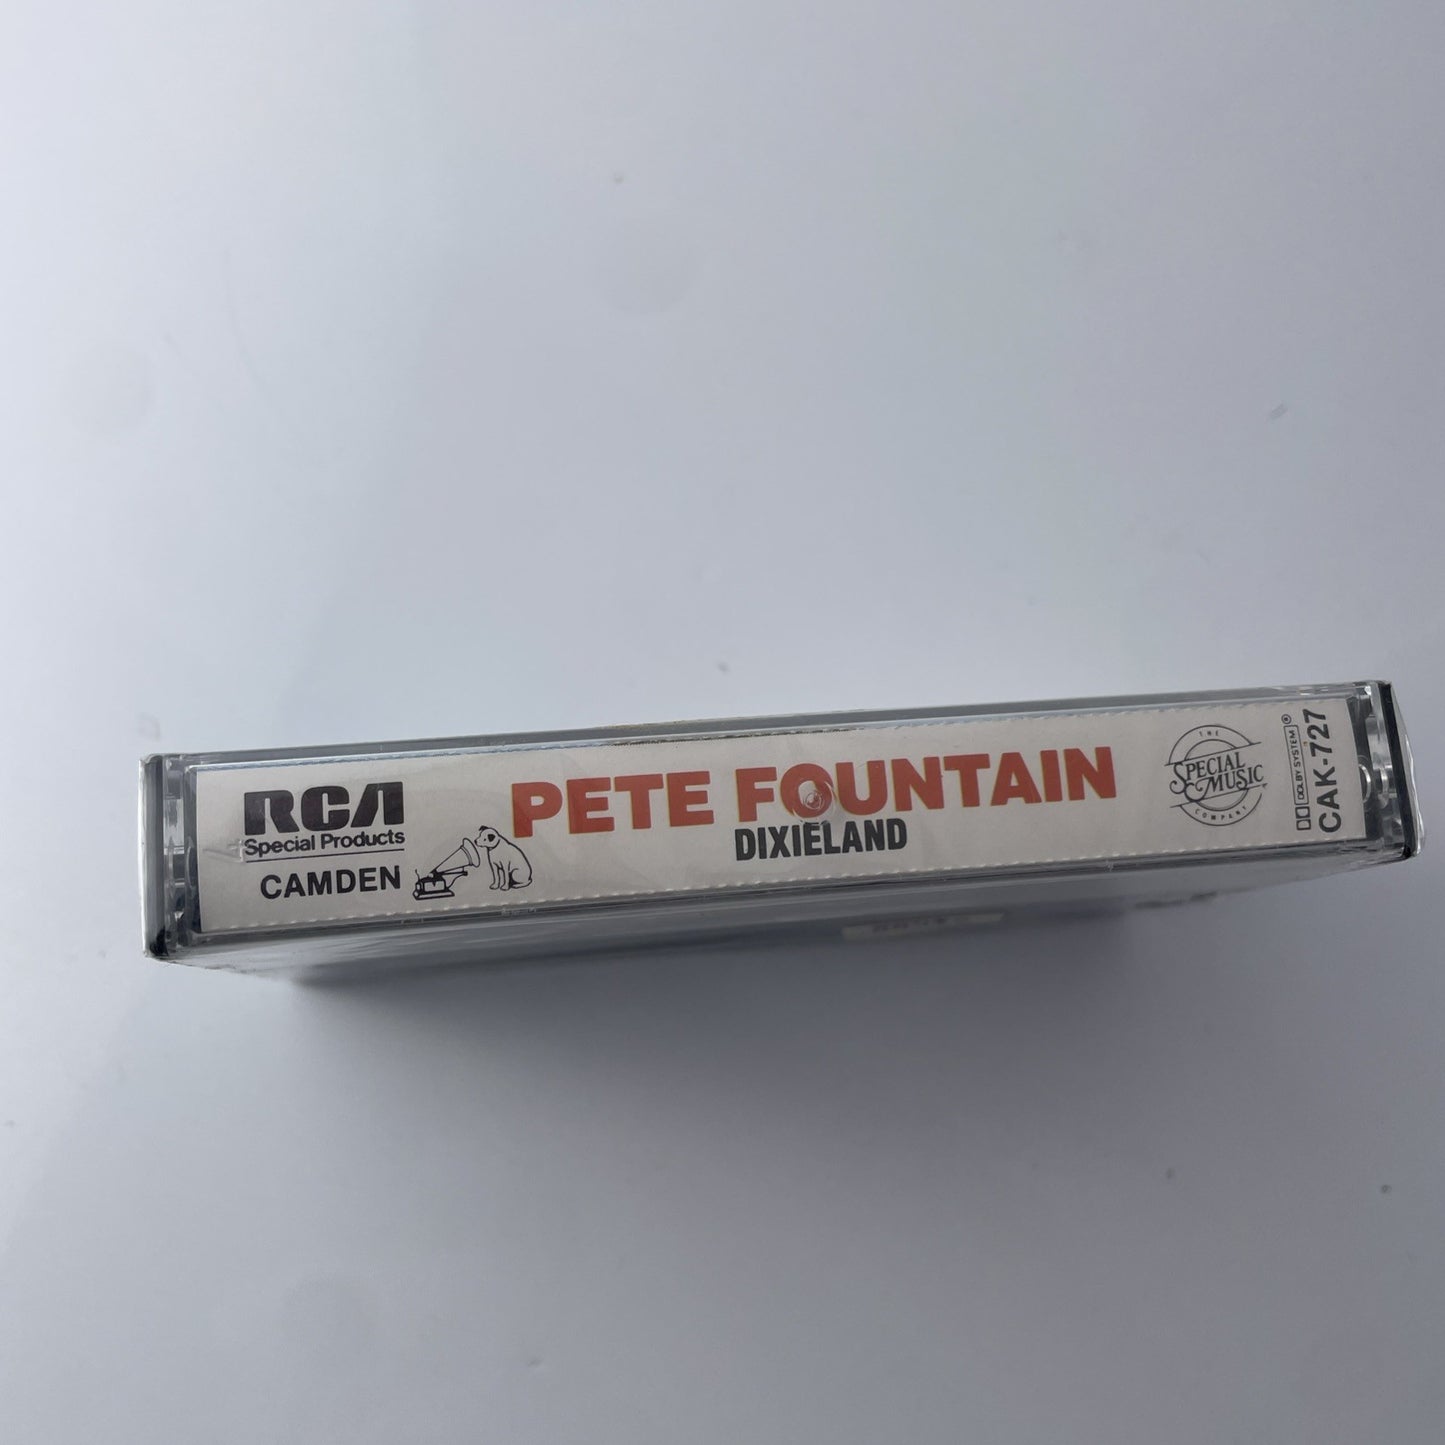 RCA
Special Products
CAMDEN
PETE FOUNTAIN
DIXIELAND
THE
SPECIAL
MUSIC
COMPANY
DOLBY SYSTEM®
CAK-727